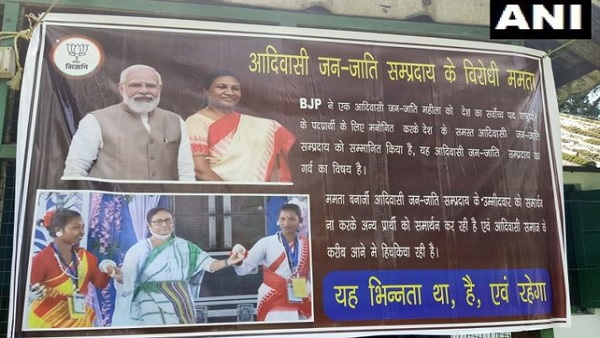 ANI
बिरोसि
आदिवासी जन-जाति सम्प्रदाय के विरोधी ममता
BJP ने एक आदिवासी जन-जाति महीला को देश का सर्वोच्च पद राष्ट्रपति
के पदप्रार्थी के लिए मनोनित करके देश के समस्त आदिवासी जन-जाति
सम्प्रदाय को सम्मानित किया है, यह आदिवासी जन-जाति सम्प्रदाय का
गर्व का विषय है।
ममता बनार्जी आदिवासी जन-जाति सम्प्रदाय के उम्मीदवार को समर्थन
ना करके अन्य प्रार्थी को समर्थन कर रही है एवं आदिवासी समाज के
करीब आने मे हिचकिचा रही है।
यह भिन्नता था, है, एवं रहेगा